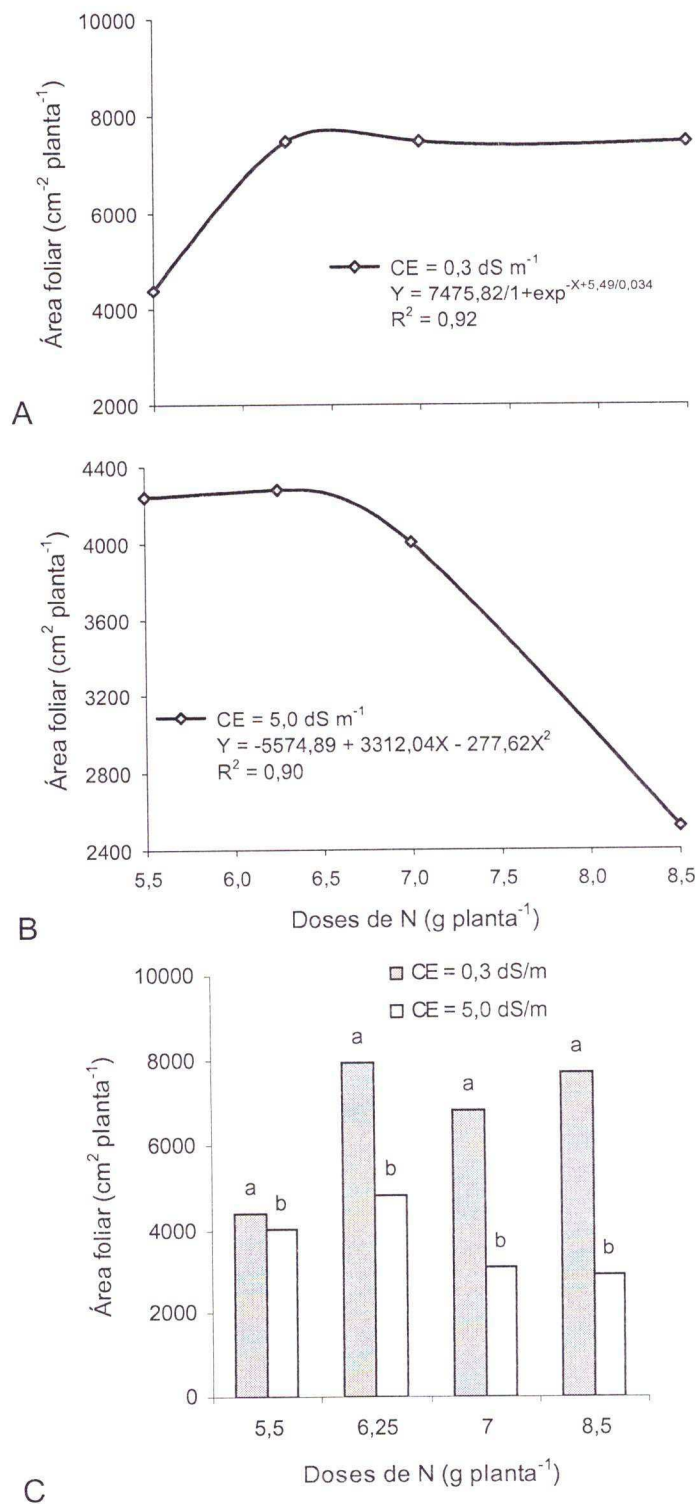 10000
8000
6000
4000
2000
Área foliar (cm⁻² planta⁻¹)
CE = 0,3 dS m⁻¹
Y = 7475,82/1+exp⁻ˣ⁺⁵,⁴⁹/⁰,⁰³⁴
R² = 0,92
A
4400
4000
3600
3200
2800
2400
Área foliar (cm² planta⁻¹)
CE = 5,0 dS m⁻¹
Y = -5574,89 + 3312,04X - 277,62X²
R² = 0,90
5,5 6,0 6,5 7,0 7,5 8,0 8,5
Doses de N (g planta⁻¹)
B
10000
8000
6000
4000
2000
0
Área foliar (cm² planta⁻¹)
CE = 0,3 dS/m
CE = 5,0 dS/m
a b a b a b a b
5,5 6,25 7 8,5
Doses de N (g planta⁻¹)
C